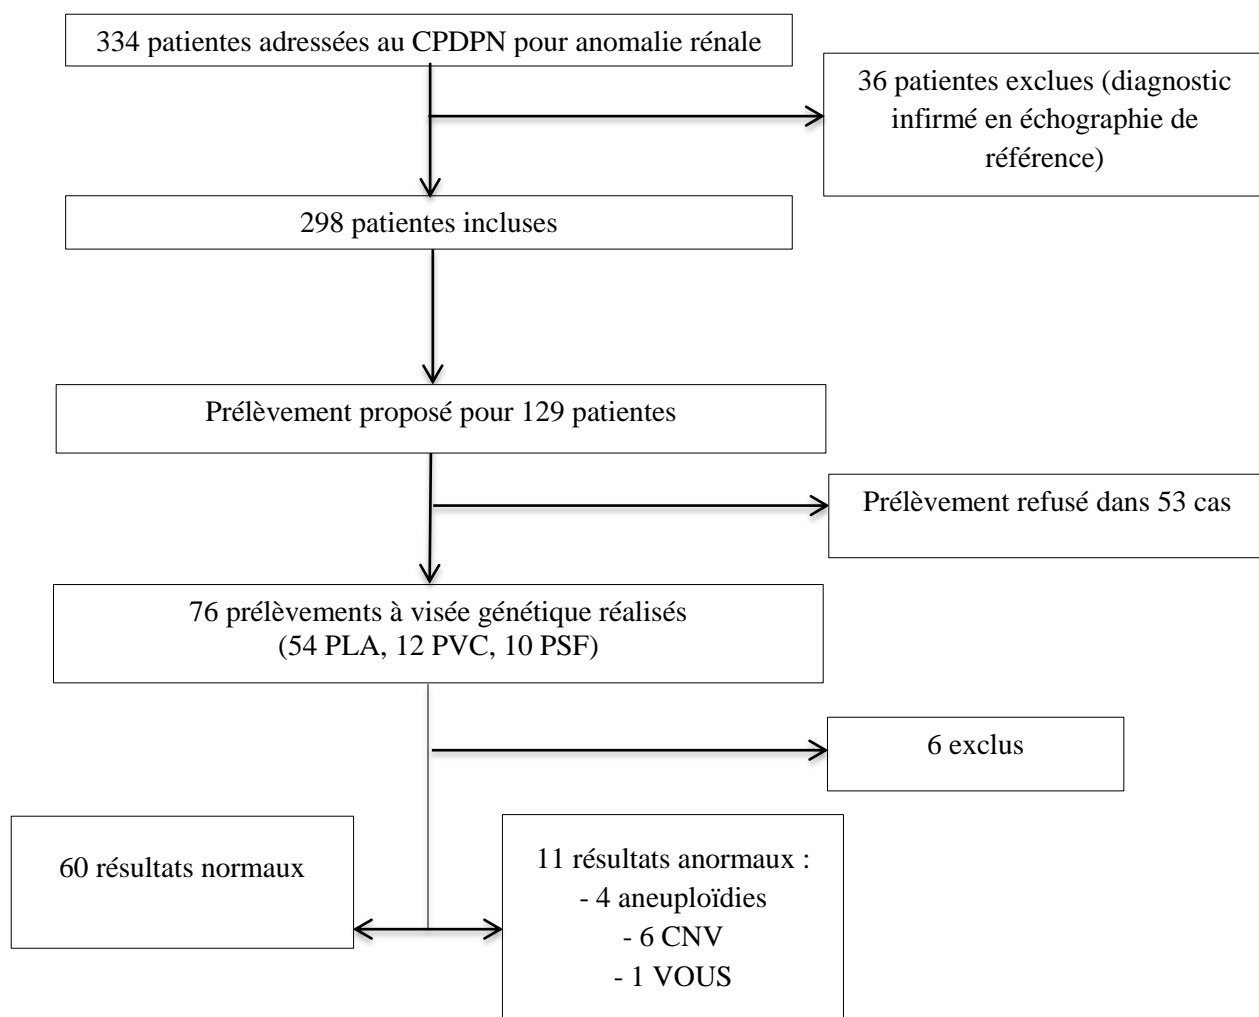 334 patientes adressées au CPDPN pour anomalie rénale
36 patientes exclues (diagnostic
infirmé en échographie de
référence)
298 patientes incluses
Prélèvement proposé pour 129 patientes
Prélèvement refusé dans 53 cas
76 prélèvements à visée génétique réalisés
(54 PLA, 12 PVC, 10 PSF)
6 exclus
60 résultats normaux
11 résultats anormaux :
- 4 aneuploïdies
- 6 CNV
- 1 VOUS